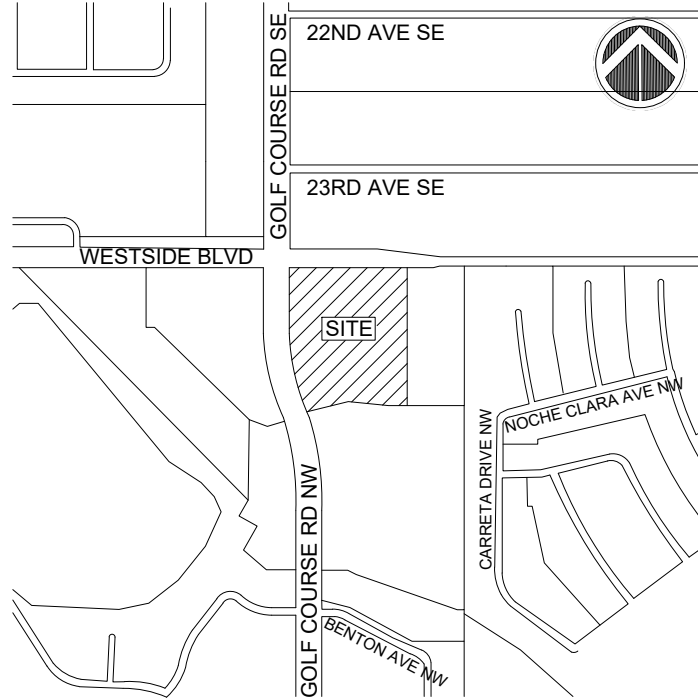 22ND AVE SE
GOLF COURSE RD SE
23RD AVE SE
WESTSIDE BLVD
SITE
NOCHE CLARA AVE NW
CARRETA DRIVE NW
GOLF COURSE RD NW
BENTON AVE NW